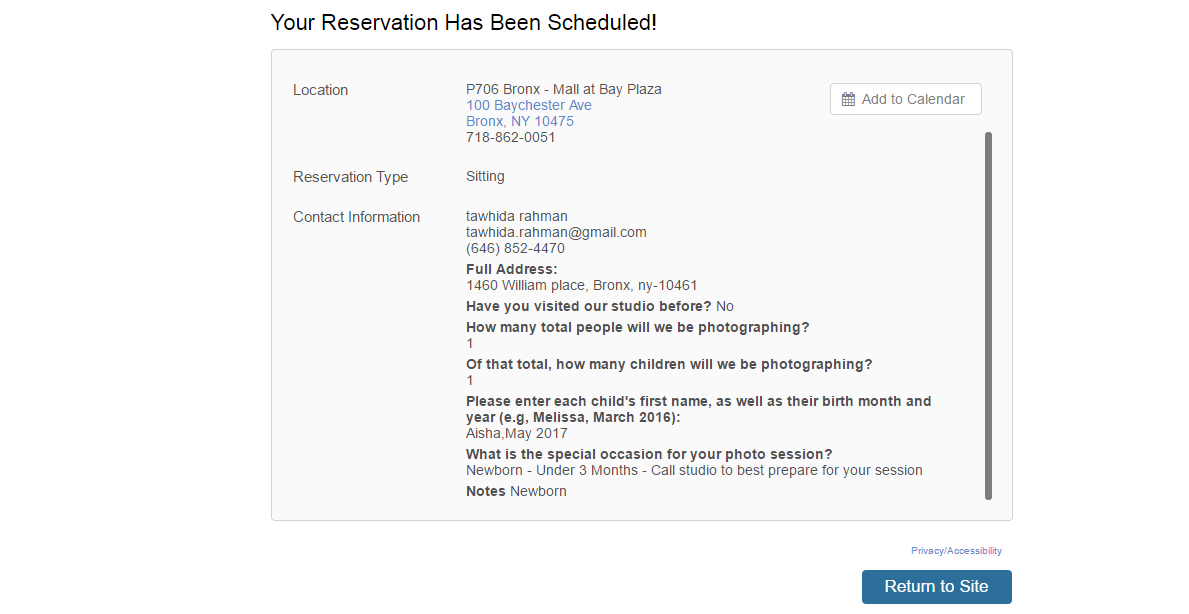 Your Reservation Has Been Scheduled!
Location
P706 Bronx - Mall at Bay Plaza
100 Baychester Ave
Bronx, NY 10475
718-862-0051
Add to Calendar
Reservation Type
Sitting
Contact Information
tawhida rahman
tawhida.rahman@gmail.com
(646) 852-4470
Full Address:
1460 William place, Bronx, ny-10461
Have you visited our studio before? No
How many total people will we be photographing?
1
Of that total, how many children will we be photographing?
1
Please enter each child's first name, as well as their birth month and
year (e.g, Melissa, March 2016):
Aisha,May 2017
What is the special occasion for your photo session?
Newborn - Under 3 Months - Call studio to best prepare for your session
Notes Newborn
Privacy/Accessibility
Return to Site